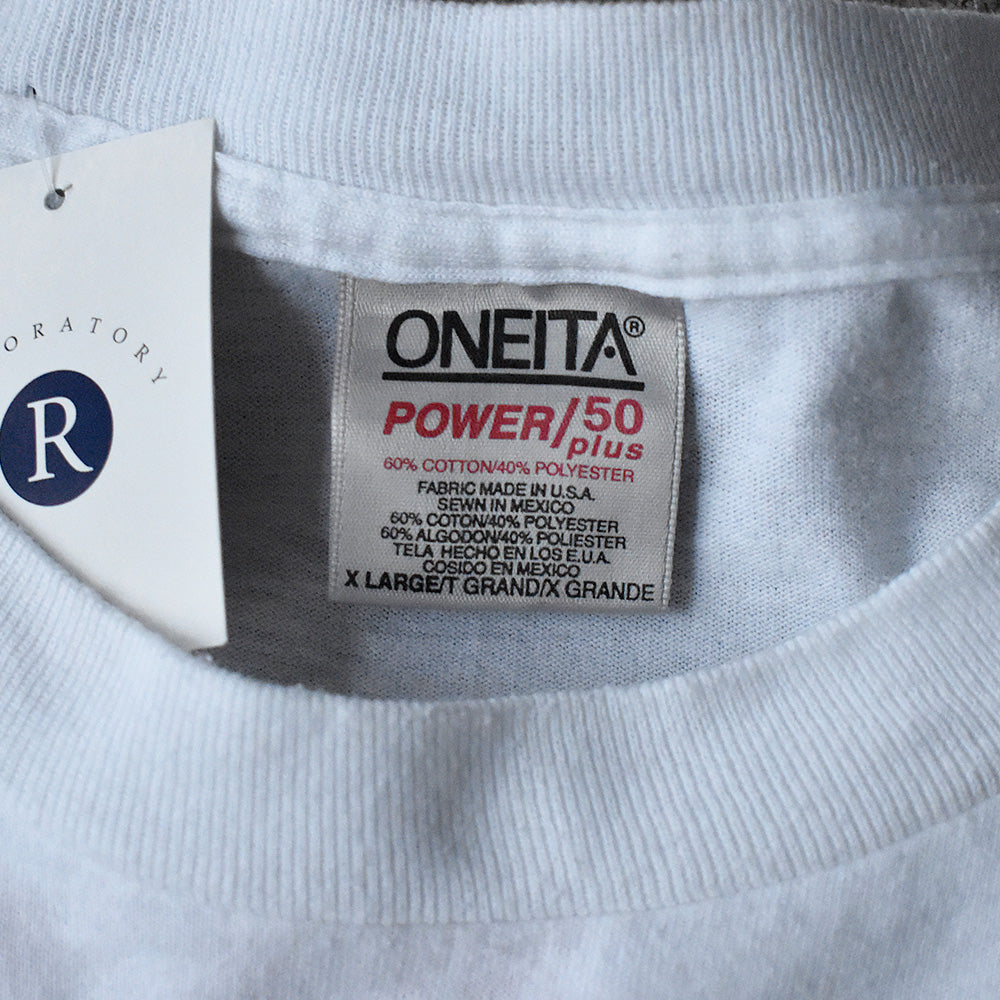 ORATORY
R
ONEITA®
POWER/50 plus
60% COTTON/40% POLYESTER
FABRIC MADE IN U.S.A.
SEWN IN MEXICO
60% COTON/40% POLYESTER
60% ALGODON/40% POLIESTER
TELA HECHO EN LOS E.U.A.
COSIDO EN MEXICO
X LARGE/T GRAND/X GRANDE